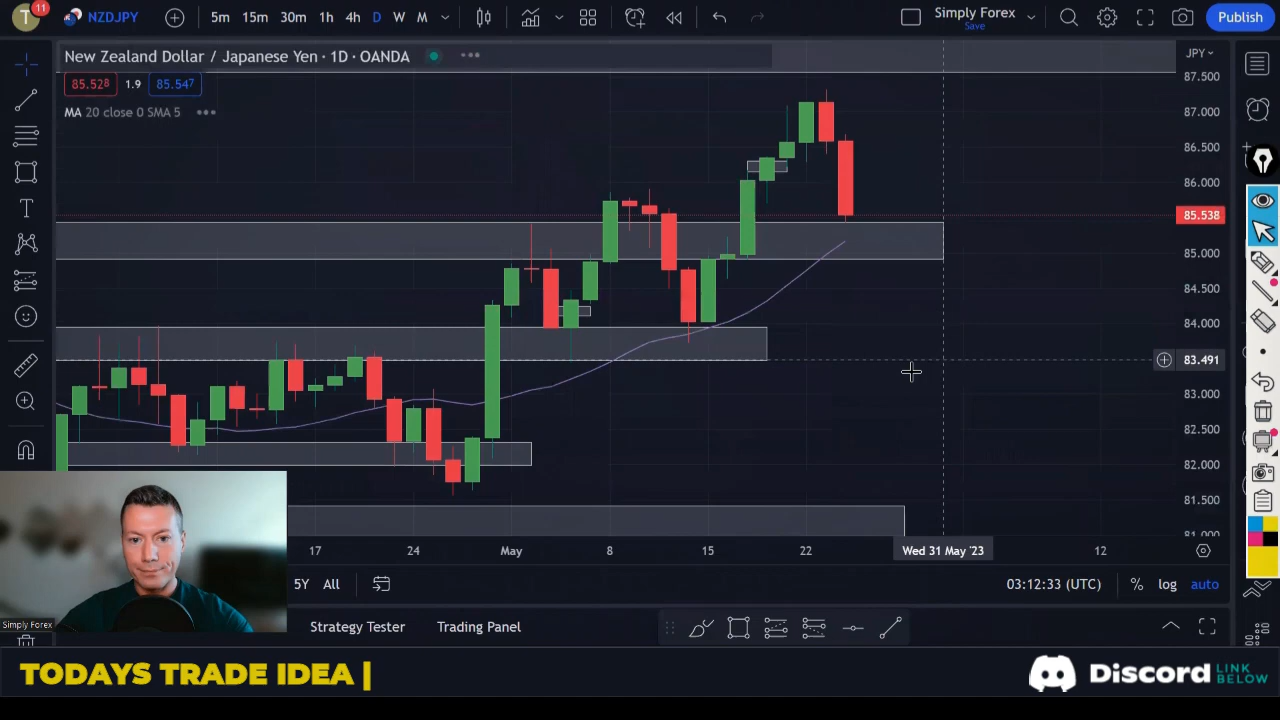 T
11
NZDJPY
5m 15m 30m 1h 4h D W M
Simply Forex
Save
Publish
New Zealand Dollar / Japanese Yen · 1D · OANDA
JPY
85.528 1.9 85.547
MA 20 close 0 SMA 5
87.500
87.000
86.500
86.000
85.538
85.000
84.500
84.000
83.491
83.000
82.500
82.000
81.500
81.000
17 24 May 8 15 22 Wed 31 May '23 12
5Y All
03:12:33 (UTC) % log auto
Simply Forex
Strategy Tester Trading Panel
TODAYS TRADE IDEA |
Discord LINK
BELOW